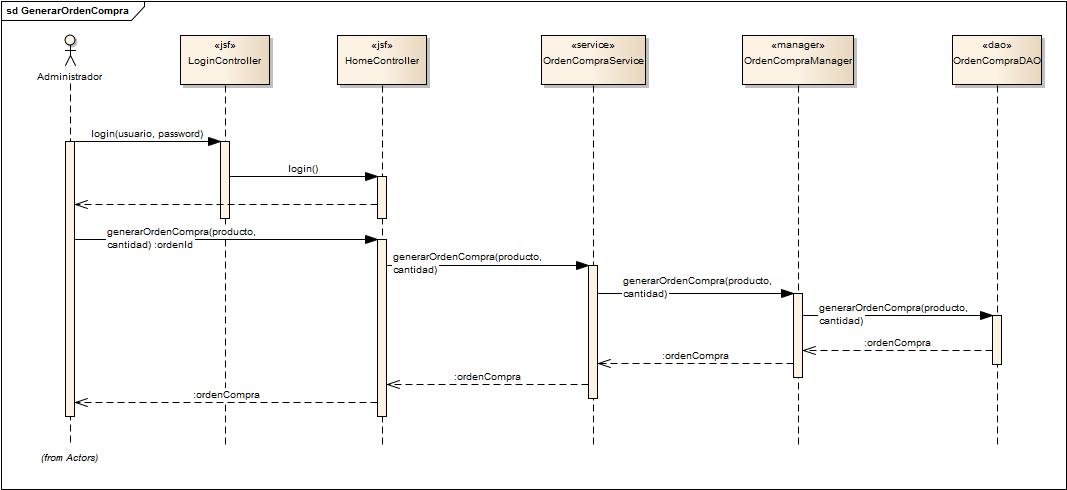 sd GenerarOrdenCompra
«jsf»
LoginController
«jsf»
HomeController
«service»
OrdenCompraService
«manager»
OrdenCompraManager
«dao»
OrdenCompraDAO
Administrador
login(usuario, password)
login()
generarOrdenCompra(producto,
cantidad) :ordenId
generarOrdenCompra(producto,
cantidad)
generarOrdenCompra(producto,
cantidad)
generarOrdenCompra(producto,
cantidad)
:ordenCompra
:ordenCompra
:ordenCompra
:ordenCompra
(from Actors)